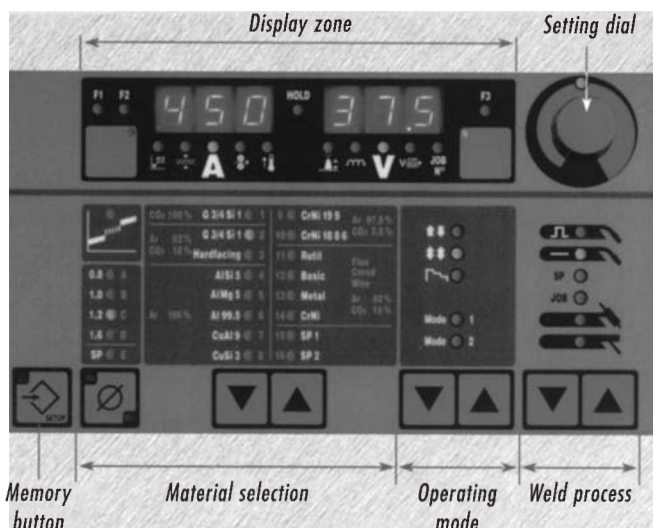 Display zone
Setting dial
F1 F2
HOLD
F3
450
37.5
A
V
JOB
N°
CO₂ 100% G 3/4 Si 1 1
Ar 82%
CO₂ 18%
G 3/4 Si 1 2
Hardfacing 3
Ar 100%
AlSi 5 4
AlMg 5 5
Al 99.5 6
CuAl 9 7
CuSi 3 8
9 CrNi 19 9
10 CrNi 18 8 6
Ar 97.5%
CO₂ 2.5%
11 Rutil
12 Basic
13 Metal
14 CrNi
Flux
Cored
Wire
Ar 82%
CO₂ 18%
15 SP 1
16 SP 2
0.8 A
1.0 B
1.2 C
1.6 D
SP E
Mode 1
Mode 2
SP
JOB
SETUP
Memory
button
Material selection
Operating
mode
Weld process